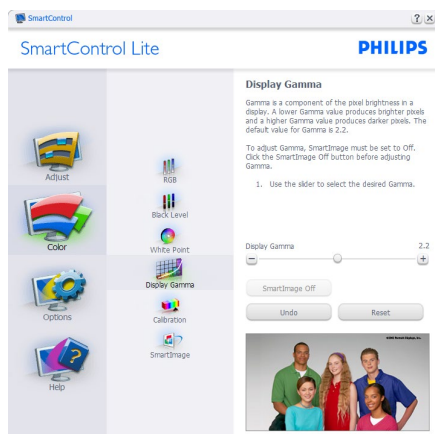 SmartControl
SmartControl Lite
PHILIPS
Adjust
Color
Options
Help
RGB
Black Level
White Point
Display Gamma
Calibration
SmartImage
Display Gamma
Gamma is a component of the pixel brightness in a
display. A lower Gamma value produces brighter pixels
and a higher Gamma value produces darker pixels. The
default value for Gamma is 2.2.
To adjust Gamma, SmartImage must be set to Off.
Click the SmartImage Off button before adjusting
Gamma.
1. Use the slider to select the desired Gamma.
Display Gamma 2.2
SmartImage Off
Undo Reset